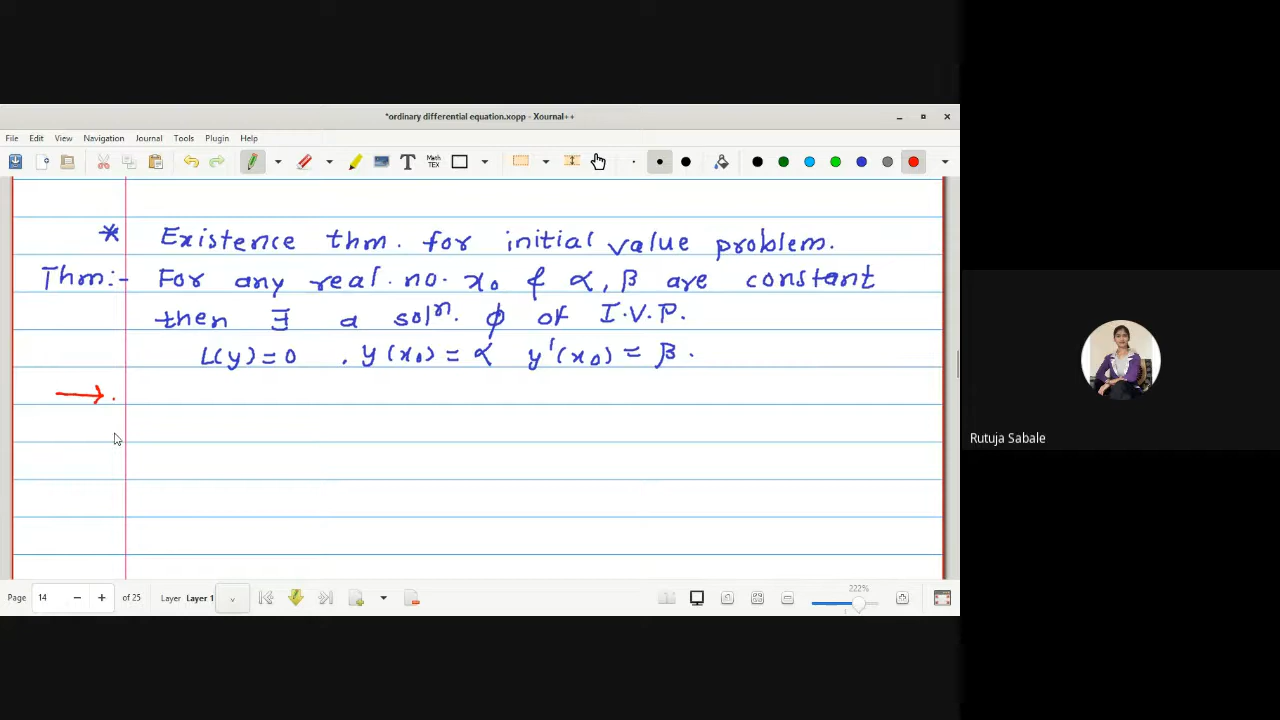 *ordinary differential equation.xopp - Xournal++
File Edit View Navigation Journal Tools Plugin Help
* Existence thm. for initial value problem.
Thm:- For any real. no. x₀ & α, β are constant
then ∃ a solⁿ. ϕ of I.V.P.
L(y) = 0 , y(x₀) = α y'(x₀) = β.
→.
Rutuja Sabale
Page 14 of 25 Layer Layer 1 222%